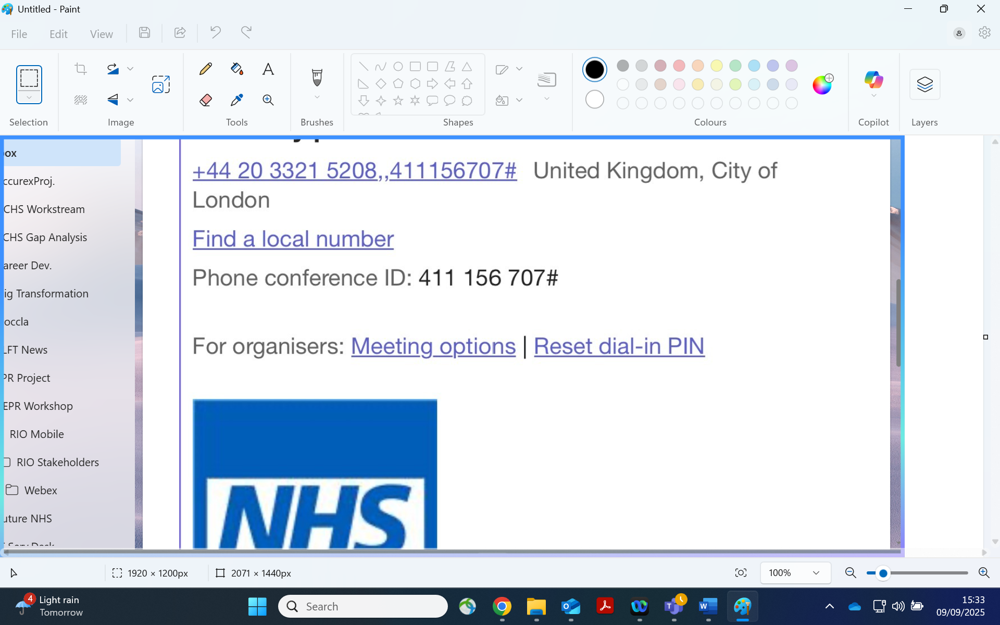 Untitled - Paint
File Edit View
Selection Image Tools Brushes Shapes Colours Copilot Layers
ox
ccurexProj.
CHS Workstream
CHS Gap Analysis
areer Dev.
ig Transformation
occla
LFT News
PR Project
EPR Workshop
RIO Mobile
RIO Stakeholders
Webex
uture NHS
+44 20 3321 5208,,411156707# United Kingdom, City of
London
Find a local number
Phone conference ID: 411 156 707#
For organisers: Meeting options | Reset dial-in PIN
NHS
1920 × 1200px 2071 × 1440px 100%
4 Light rain
Tomorrow
Search
15:33
09/09/2025